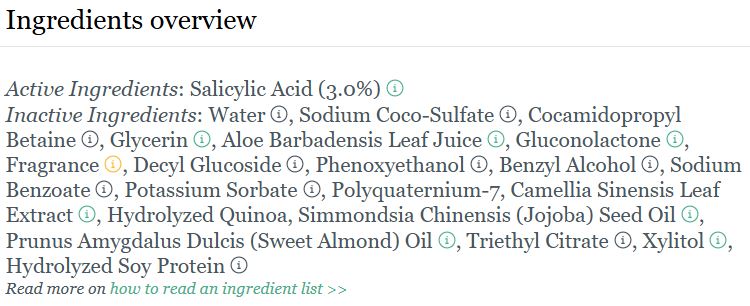 Ingredients overview
Active Ingredients: Salicylic Acid (3.0%)
Inactive Ingredients: Water, Sodium Coco-Sulfate, Cocamidopropyl
Betaine, Glycerin, Aloe Barbadensis Leaf Juice, Gluconolactone,
Fragrance, Decyl Glucoside, Phenoxyethanol, Benzyl Alcohol, Sodium
Benzoate, Potassium Sorbate, Polyquaternium-7, Camellia Sinensis Leaf
Extract, Hydrolyzed Quinoa, Simmondsia Chinensis (Jojoba) Seed Oil,
Prunus Amygdalus Dulcis (Sweet Almond) Oil, Triethyl Citrate, Xylitol,
Hydrolyzed Soy Protein
Read more on how to read an ingredient list >>